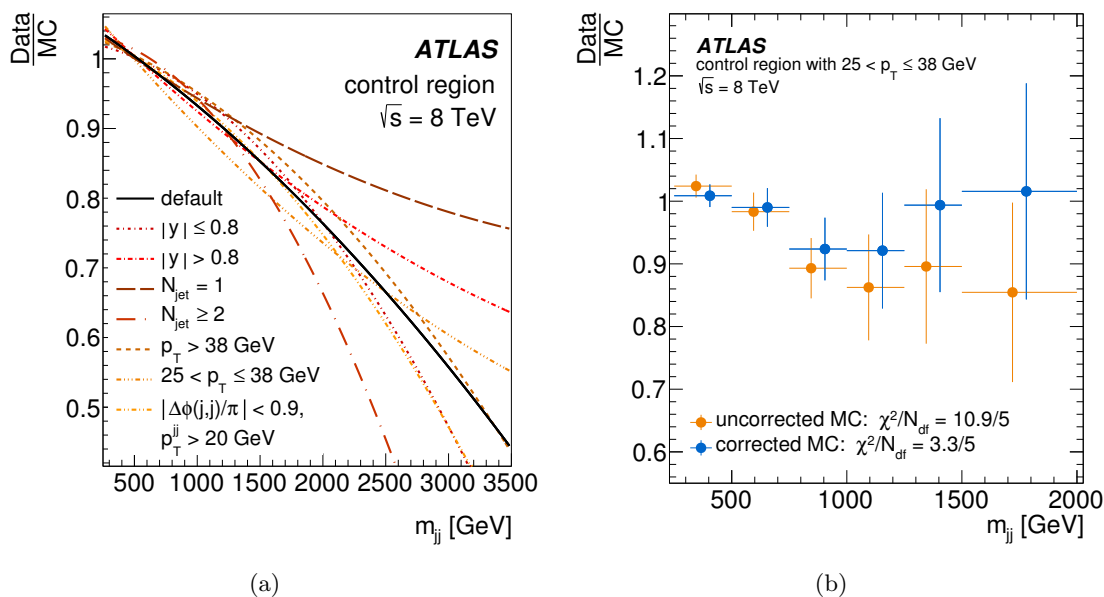 Data
MC
ATLAS
control region
√s = 8 TeV
default
|y| ≤ 0.8
|y| > 0.8
N_jet = 1
N_jet ≥ 2
p_T > 38 GeV
25 < p_T ≤ 38 GeV
|Δϕ(j,j)/π| < 0.9,
p_T^jj > 20 GeV
1
0.9
0.8
0.7
0.6
0.5
500 1000 1500 2000 2500 3000 3500
m_jj [GeV]
(a)
Data
MC
ATLAS
control region with 25 < p_T ≤ 38 GeV
√s = 8 TeV
1.2
1.1
1.0
0.9
0.8
0.7
0.6
uncorrected MC: χ²/N_df = 10.9/5
corrected MC: χ²/N_df = 3.3/5
500 1000 1500 2000
m_jj [GeV]
(b)